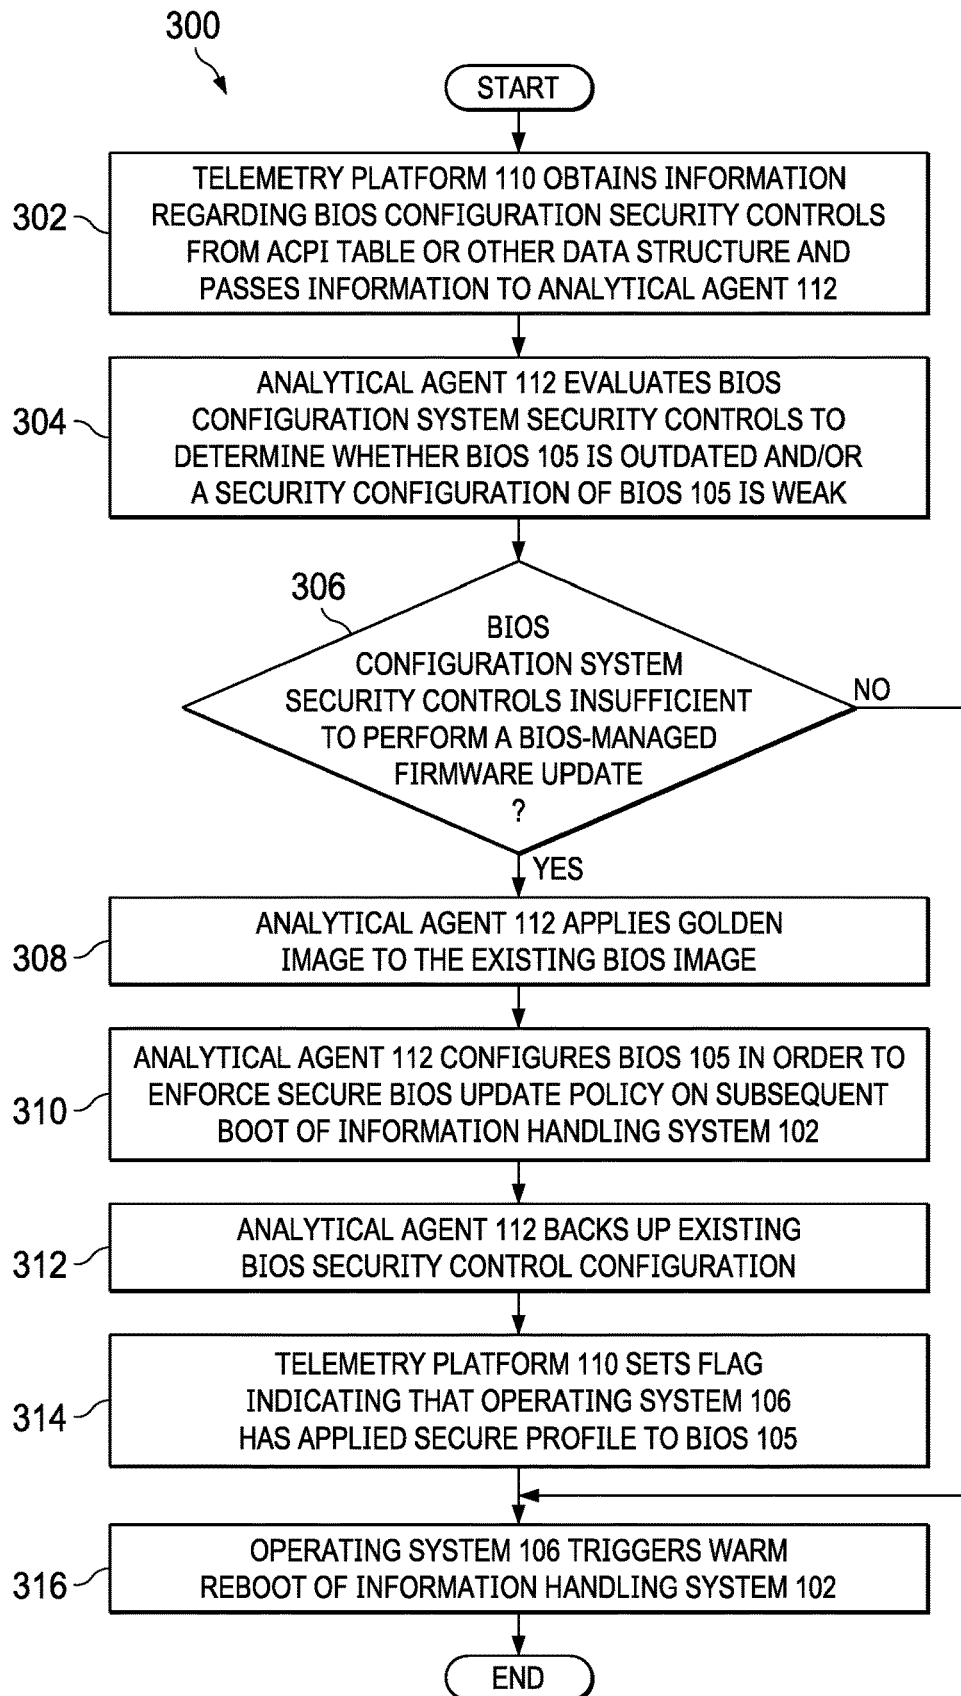 300
START
302
TELEMETRY PLATFORM 110 OBTAINS INFORMATION
REGARDING BIOS CONFIGURATION SECURITY CONTROLS
FROM ACPI TABLE OR OTHER DATA STRUCTURE AND
PASSES INFORMATION TO ANALYTICAL AGENT 112
304
ANALYTICAL AGENT 112 EVALUATES BIOS
CONFIGURATION SYSTEM SECURITY CONTROLS TO
DETERMINE WHETHER BIOS 105 IS OUTDATED AND/OR
A SECURITY CONFIGURATION OF BIOS 105 IS WEAK
306
BIOS
CONFIGURATION SYSTEM
SECURITY CONTROLS INSUFFICIENT
TO PERFORM A BIOS-MANAGED
FIRMWARE UPDATE
?
NO
YES
308
ANALYTICAL AGENT 112 APPLIES GOLDEN
IMAGE TO THE EXISTING BIOS IMAGE
310
ANALYTICAL AGENT 112 CONFIGURES BIOS 105 IN ORDER TO
ENFORCE SECURE BIOS UPDATE POLICY ON SUBSEQUENT
BOOT OF INFORMATION HANDLING SYSTEM 102
312
ANALYTICAL AGENT 112 BACKS UP EXISTING
BIOS SECURITY CONTROL CONFIGURATION
314
TELEMETRY PLATFORM 110 SETS FLAG
INDICATING THAT OPERATING SYSTEM 106
HAS APPLIED SECURE PROFILE TO BIOS 105
316
OPERATING SYSTEM 106 TRIGGERS WARM
REBOOT OF INFORMATION HANDLING SYSTEM 102
END